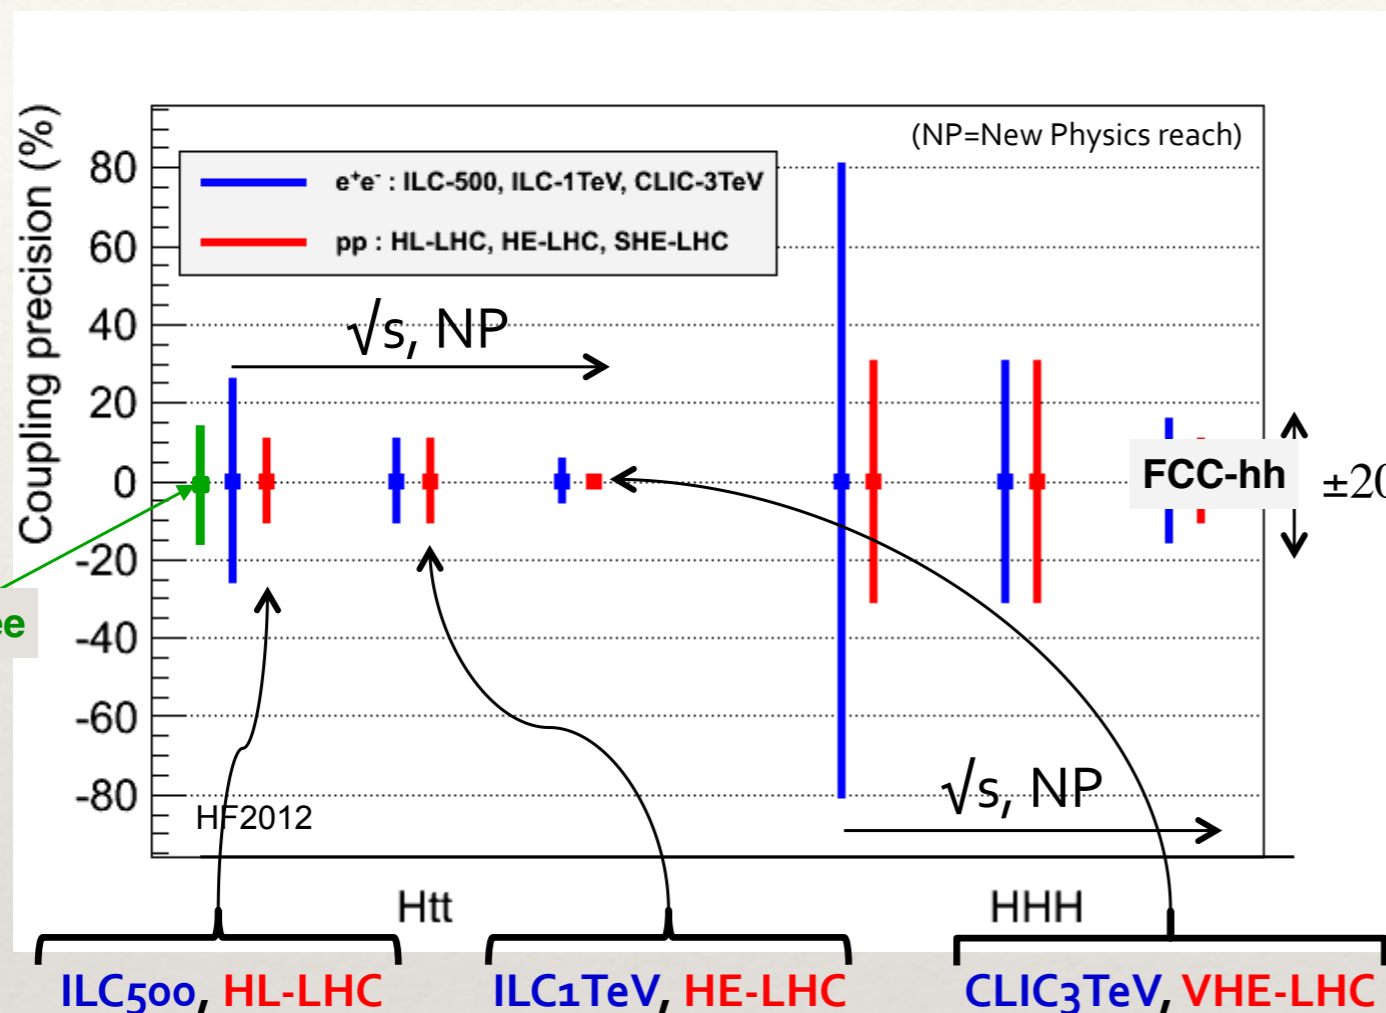 (NP=New Physics reach)
Coupling precision (%)
80
60
40
20
0
-20
-40
-60
-80
e⁺e⁻ : ILC-500, ILC-1TeV, CLIC-3TeV
pp : HL-LHC, HE-LHC, SHE-LHC
√s, NP
FCC-hh
±20
ee
√s, NP
HF2012
Htt
HHH
ILC500, HL-LHC
ILC1TeV, HE-LHC
CLIC3TeV, VHE-LHC